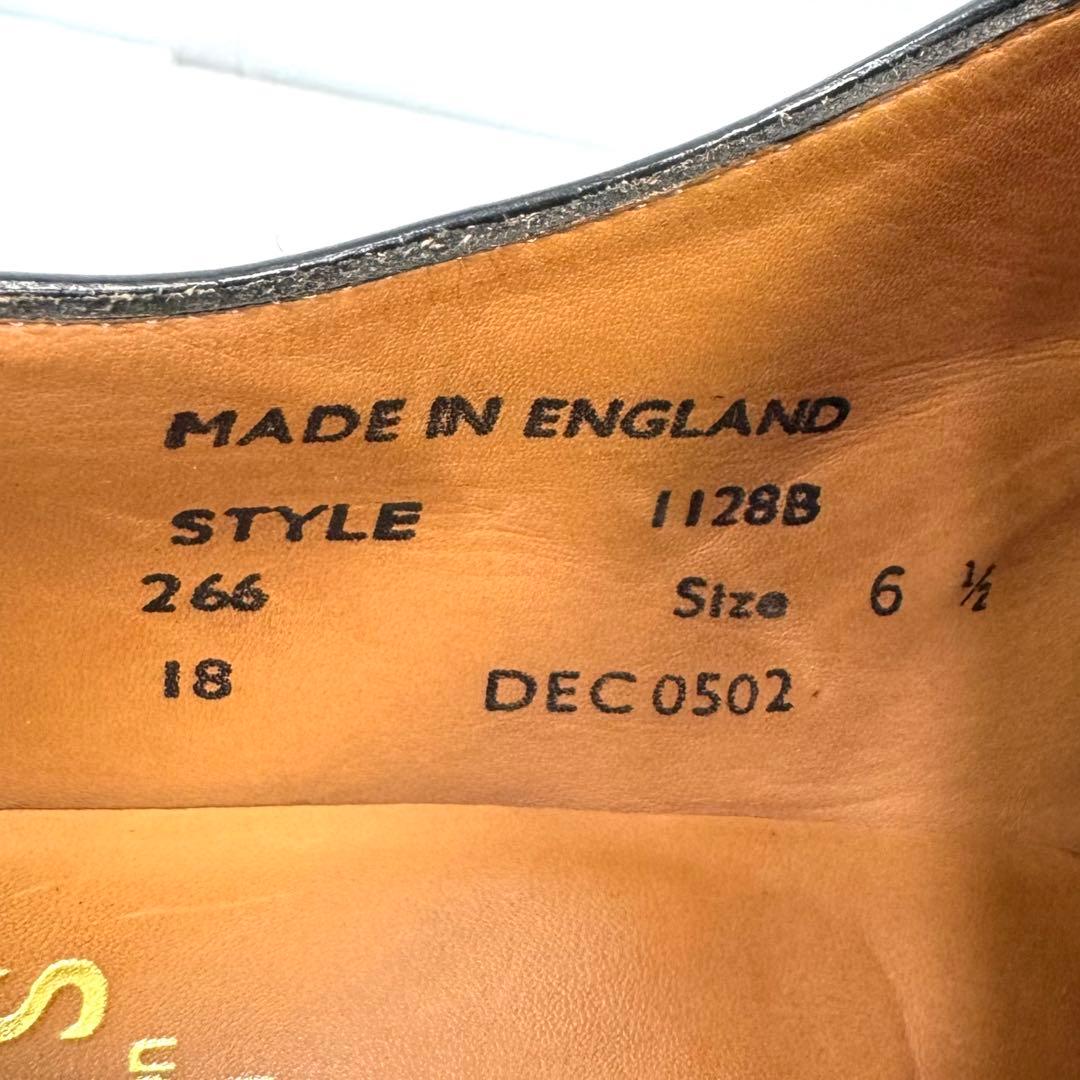 MADE IN ENGLAND
STYLE 1128B
266 Size 6 ½
18 DEC 0502
S